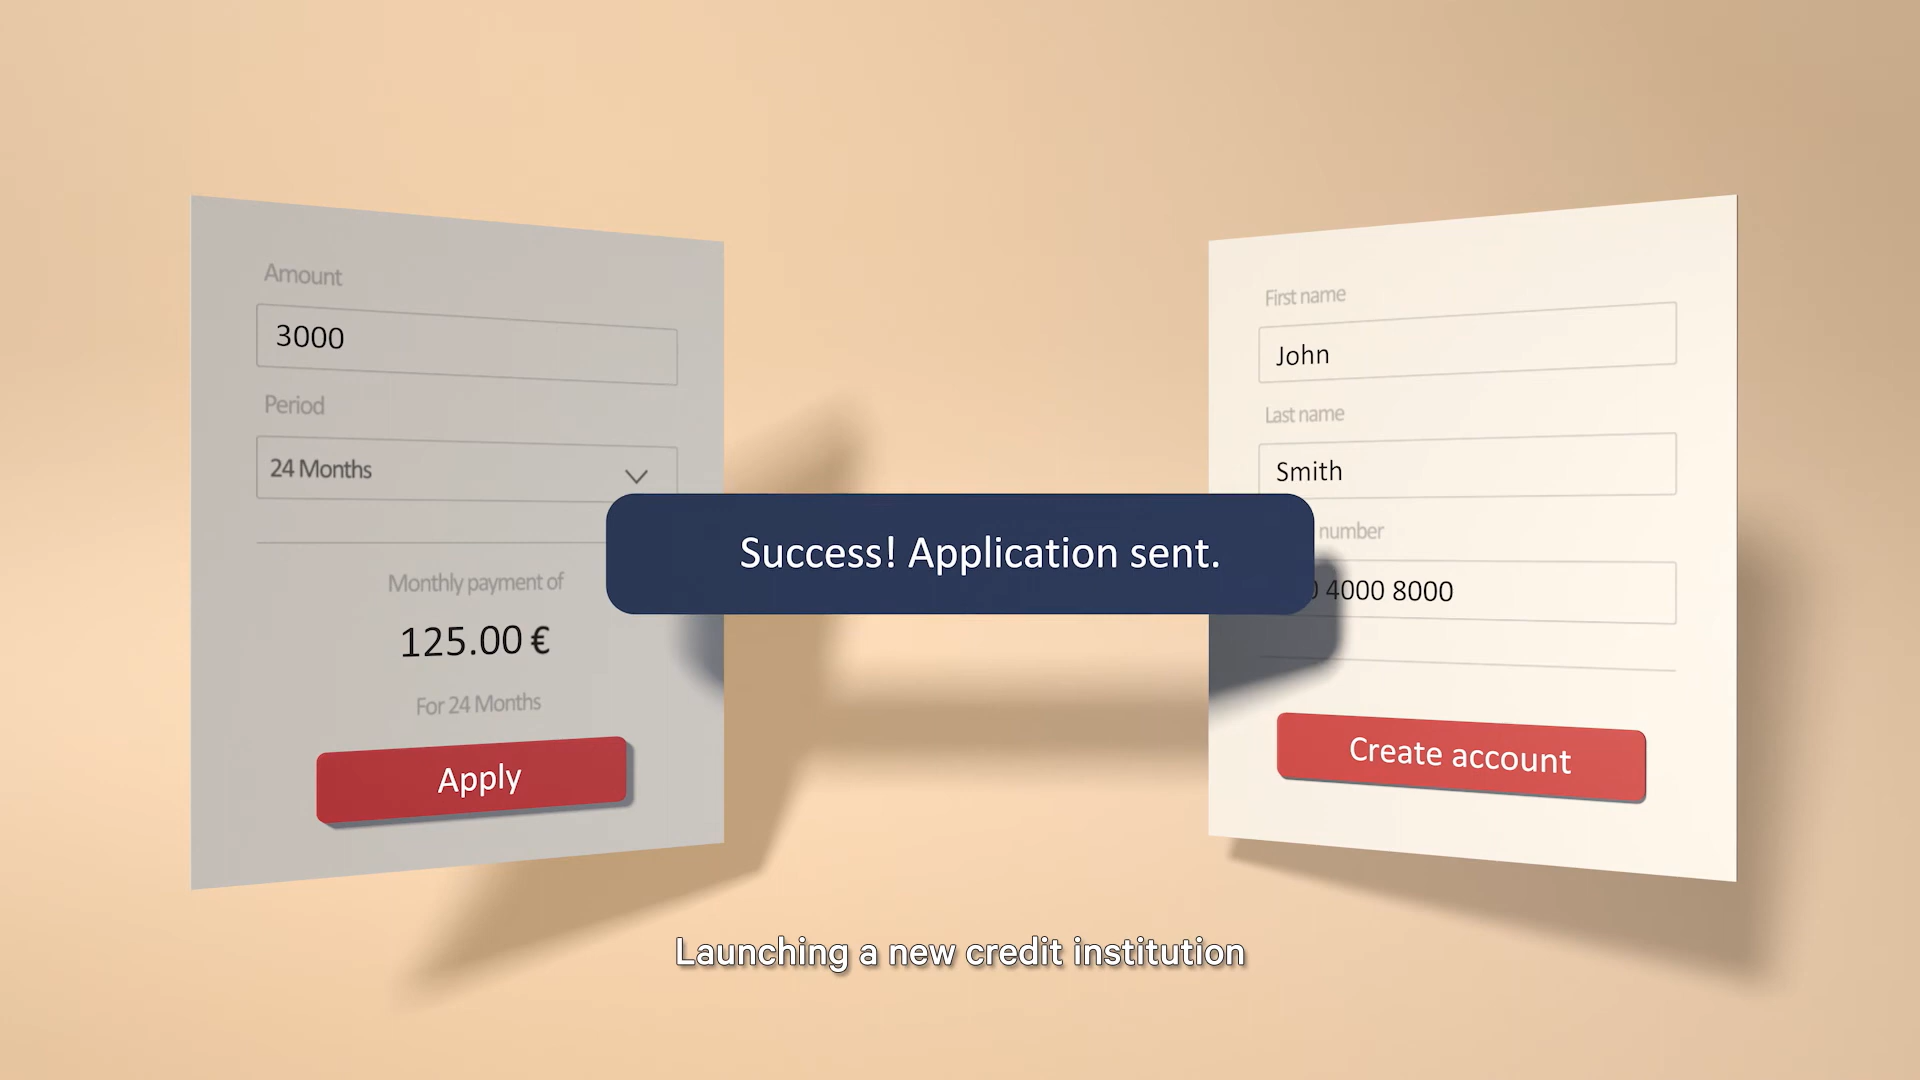 Amount
3000
Period
24 Months
Monthly payment of
125.00 €
For 24 Months
Apply
Success! Application sent.
First name
John
Last name
Smith
number
4000 8000
Create account
Launching a new credit institution